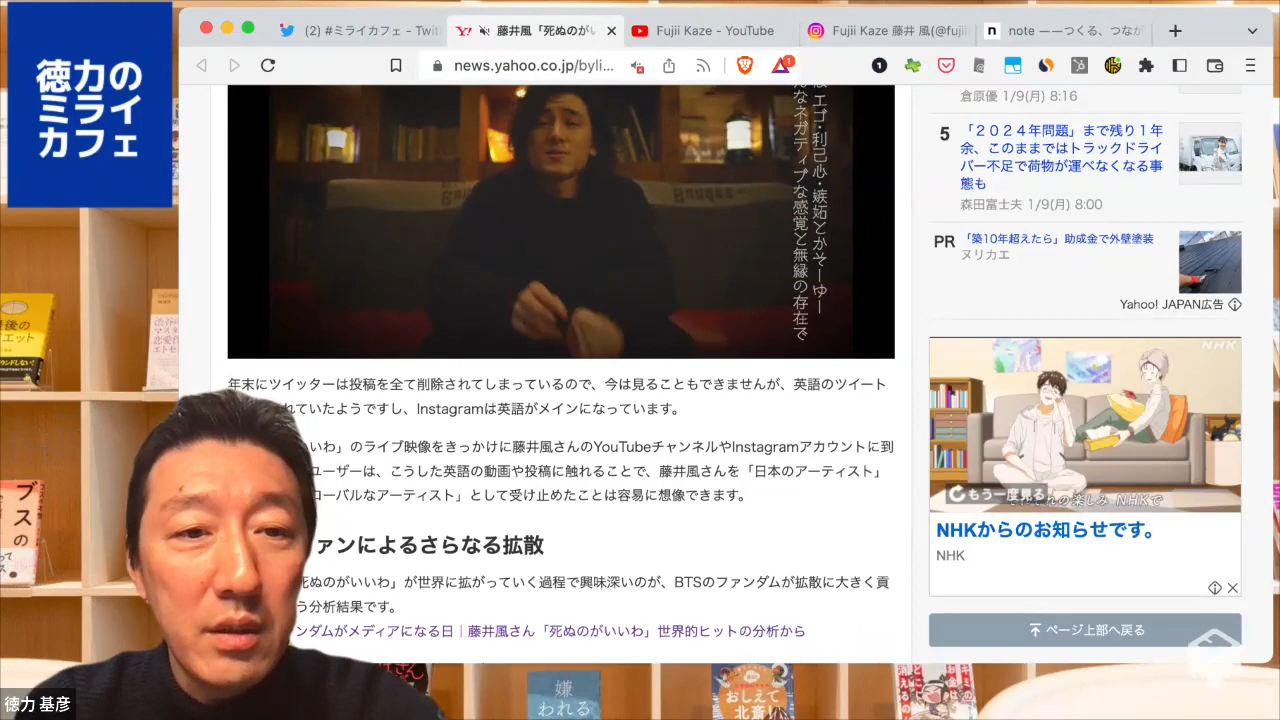 徳力の
ミライ
カフェ
(2) #ミライカフェ - Twit
藤井風「死ぬのがい
Fujii Kaze - YouTube
Fujii Kaze 藤井 風(@fujii
note ――つくる、つなが
news.yahoo.co.jp/byli...
エゴ・利己心・嫉妬とかそーゆー
なネガティブな感覚と無縁の存在で
年末にツイッターは投稿を全て削除されてしまっているので、今は見ることもできませんが、英語のツイート
れていたようですし、Instagramは英語がメインになっています。
いいわ」のライブ映像をきっかけに藤井風さんのYouTubeチャンネルやInstagramアカウントに到
ユーザーは、こうした英語の動画や投稿に触れることで、藤井風さんを「日本のアーティスト」
ローバルなアーティスト」として受け止めたことは容易に想像できます。
ァンによるさらなる拡散
死ぬのがいいわ」が世界に拡がっていく過程で興味深いのが、BTSのファンダムが拡散に大きく貢
う分析結果です。
ンダムがメディアになる日｜藤井風さん「死ぬのがいいわ」世界的ヒットの分析から
倉原優 1/9(月) 8:16
5 「２０２４年問題」まで残り１年
余、このままではトラックドライ
バー不足で荷物が運べなくなる事
態も
森田富士夫 1/9(月) 8:00
PR 「築10年超えたら」助成金で外壁塗装
ヌリカエ
Yahoo! JAPAN広告
NHK
もう一度見る
の楽しみ NHKで
NHKからのお知らせです。
NHK
ページ上部へ戻る
徳力 基彦
ブスの
嫌
われる
おしえて
北斎!